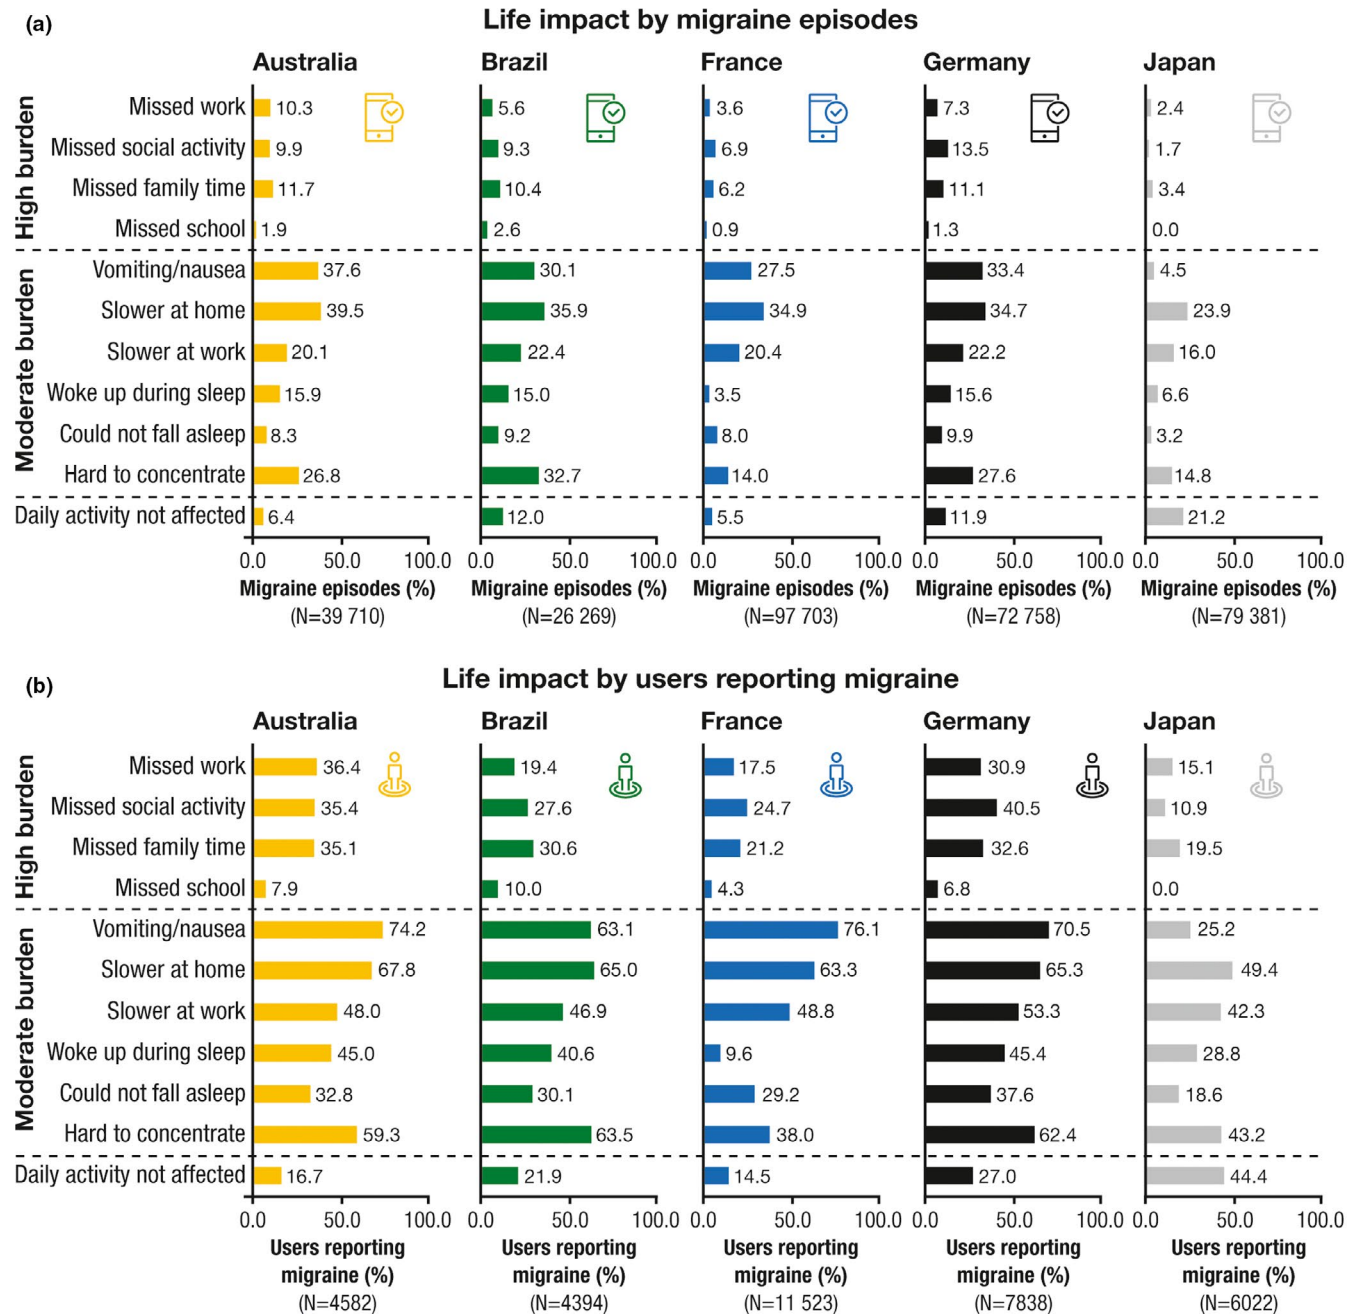 (a)
Life impact by migraine episodes
Australia Brazil France Germany Japan
High burden
Missed work 10.3 5.6 3.6 7.3 2.4
Missed social activity 9.9 9.3 6.9 13.5 1.7
Missed family time 11.7 10.4 6.2 11.1 3.4
Missed school 1.9 2.6 0.9 1.3 0.0
Moderate burden
Vomiting/nausea 37.6 30.1 27.5 33.4 4.5
Slower at home 39.5 35.9 34.9 34.7 23.9
Slower at work 20.1 22.4 20.4 22.2 16.0
Woke up during sleep 15.9 15.0 3.5 15.6 6.6
Could not fall asleep 8.3 9.2 8.0 9.9 3.2
Hard to concentrate 26.8 32.7 14.0 27.6 14.8
Daily activity not affected 6.4 12.0 5.5 11.9 21.2
0.0 50.0 100.0 0.0 50.0 100.0 0.0 50.0 100.0 0.0 50.0 100.0 0.0 50.0 100.0
Migraine episodes (%) Migraine episodes (%) Migraine episodes (%) Migraine episodes (%) Migraine episodes (%)
(N=39 710) (N=26 269) (N=97 703) (N=72 758) (N=79 381)
(b)
Life impact by users reporting migraine
Australia Brazil France Germany Japan
High burden
Missed work 36.4 19.4 17.5 30.9 15.1
Missed social activity 35.4 27.6 24.7 40.5 10.9
Missed family time 35.1 30.6 21.2 32.6 19.5
Missed school 7.9 10.0 4.3 6.8 0.0
Moderate burden
Vomiting/nausea 74.2 63.1 76.1 70.5 25.2
Slower at home 67.8 65.0 63.3 65.3 49.4
Slower at work 48.0 46.9 48.8 53.3 42.3
Woke up during sleep 45.0 40.6 9.6 45.4 28.8
Could not fall asleep 32.8 30.1 29.2 37.6 18.6
Hard to concentrate 59.3 63.5 38.0 62.4 43.2
Daily activity not affected 16.7 21.9 14.5 27.0 44.4
0.0 50.0 100.0 0.0 50.0 100.0 0.0 50.0 100.0 0.0 50.0 100.0 0.0 50.0 100.0
Users reporting Users reporting Users reporting Users reporting Users reporting
migraine (%) migraine (%) migraine (%) migraine (%) migraine (%)
(N=4582) (N=4394) (N=11 523) (N=7838) (N=6022)